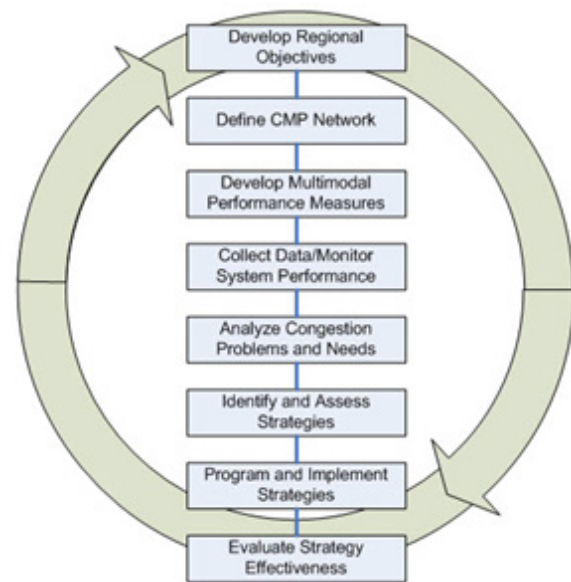 Develop Regional
Objectives
Define CMP Network
Develop Multimodal
Performance Measures
Collect Data/Monitor
System Performance
Analyze Congestion
Problems and Needs
Identify and Assess
Strategies
Program and Implement
Strategies
Evaluate Strategy
Effectiveness